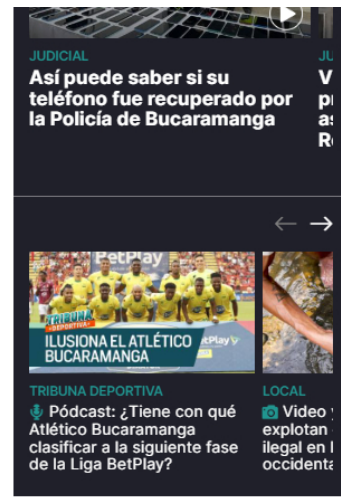 JUDICIAL
Así puede saber si su
teléfono fue recuperado por
la Policía de Bucaramanga
BetPlay
TRIBUNA
DEPORTIVA
ILUSIONA EL ATLÉTICO
BUCARAMANGA
TRIBUNA DEPORTIVA
Pódcast: ¿Tiene con qué
Atlético Bucaramanga
clasificar a la siguiente fase
de la Liga BetPlay?
LOCAL
Video
explotan
ilegal en